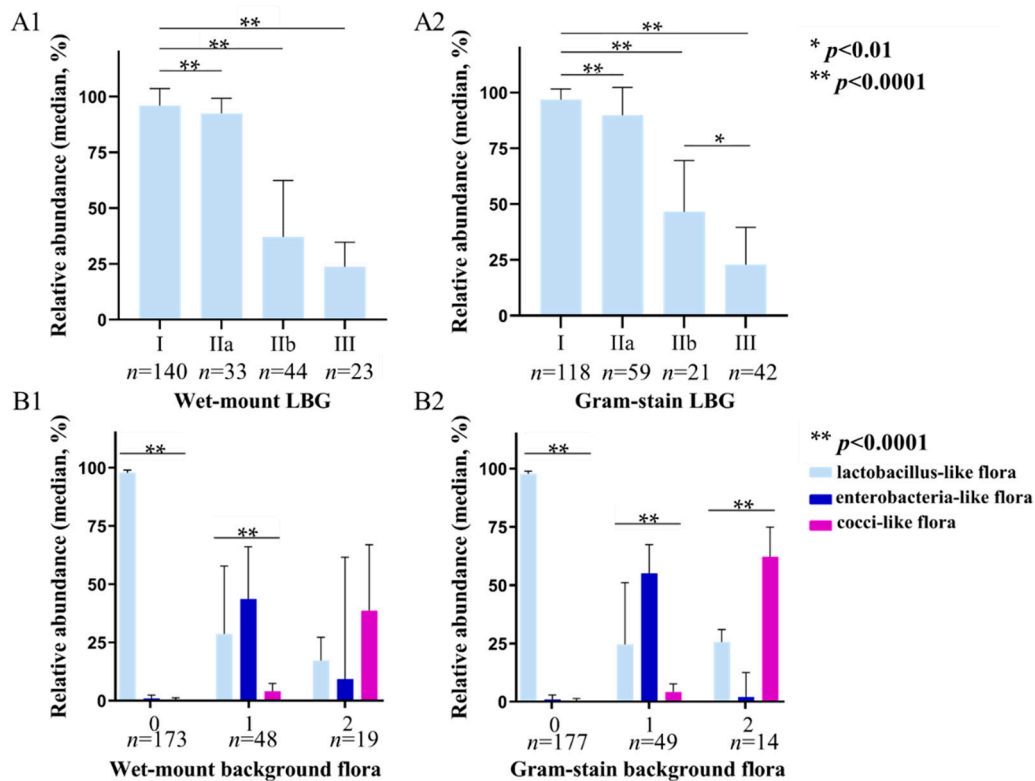 A1
Relative abundance (median, %)
100
75
50
25
0
**
**
**
I IIa IIb III
n=140 n=33 n=44 n=23
Wet-mount LBG
A2
Relative abundance (median, %)
100
75
50
25
0
**
**
**
*
I IIa IIb III
n=118 n=59 n=21 n=42
Gram-stain LBG
* p<0.01
** p<0.0001
B1
Relative abundance (median, %)
100
75
50
25
0
**
**
0 1 2
n=173 n=48 n=19
Wet-mount background flora
B2
Relative abundance (median, %)
100
75
50
25
0
**
**
**
0 1 2
n=177 n=49 n=14
Gram-stain background flora
** p<0.0001
lactobacillus-like flora
enterobacteria-like flora
cocci-like flora